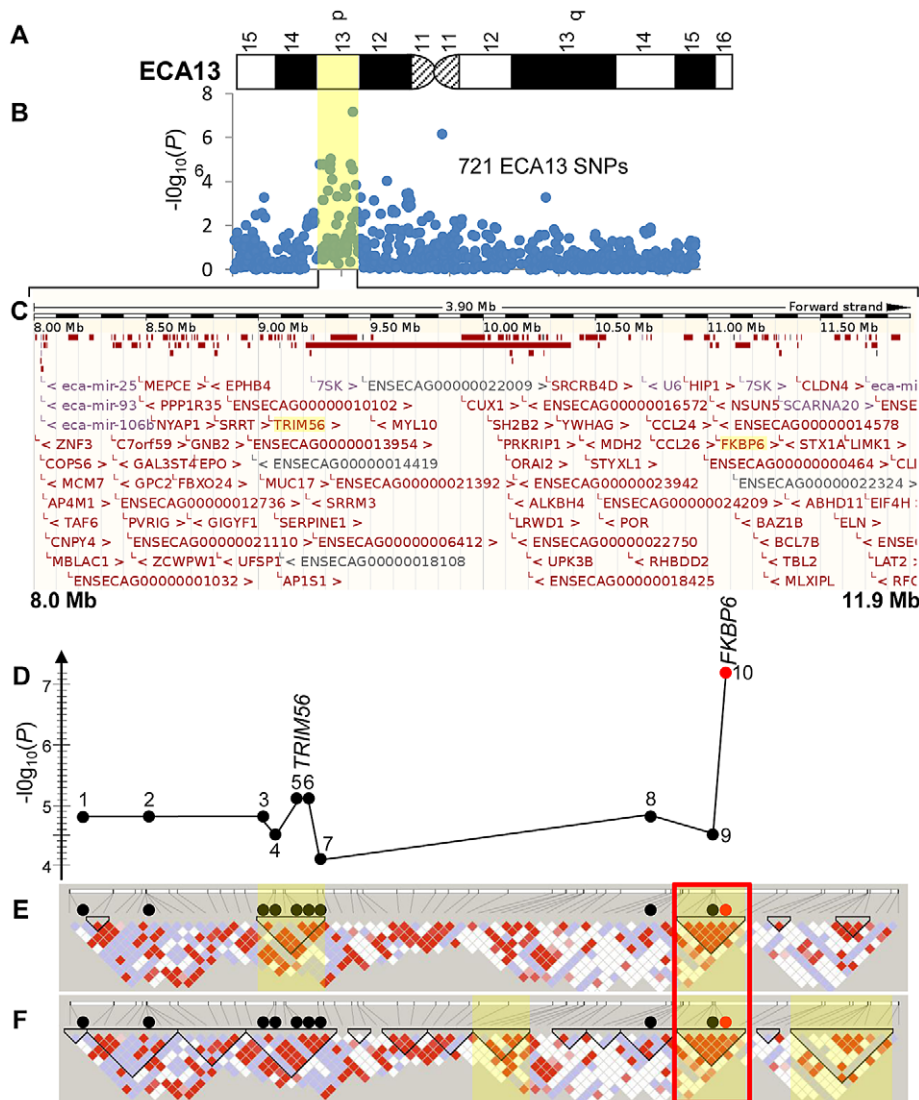 A
p
q
15 14 13 12 11 11 12 13 14 15 16
ECA13
B
8
6
4
2
0
-l0g10(P)
721 ECA13 SNPs
C
3.90 Mb Forward strand
8.00 Mb 8.50 Mb 9.00 Mb 9.50 Mb 10.00 Mb 10.50 Mb 11.00 Mb 11.50 Mb
< eca-mir-25 MEPCE > < EPHB4 7SK > ENSECAG00000022009 > SRCRB4D > < U6 HIP1 > 7SK > < CLDN4 < eca-mi
< eca-mir-93 < PPP1R35 ENSECAG00000010102 > CUX1 > < ENSECAG00000016572 > < NSUN5 SCARNA20 > < ENSE
< eca-mir-106b NYAP1 > SRRT > TRIM56 > < MYL10 SH2B2 > YWHAG > CCL24 > < ENSECAG00000014578
< ZNF3 C7orf59 > GNB2 > < ENSECAG00000013954 < PRKRIP1 > < MDH2 CCL26 > FKBP6 > < STX1A LIMK1 >
COPS6 > < GAL3ST4 EPO > < ENSECAG00000014419 ORAI2 > STYXL1 > ENSECAG00000000464 > CLI
< MCM7 < GPC2 FBXO24 > MUC17 > ENSECAG00000021392 > < ENSECAG00000023942 ENSECAG00000022324 >
AP4M1 > ENSECAG00000012736 > < SRRM3 < ALKBH4 < ENSECAG00000024209 > < ABHD11 EIF4H >
< TAF6 PVRIG > < GIGYF1 SERPINE1 > LRWD1 > < POR < BAZ1B ELN >
CNPY4 > ENSECAG00000021110 > ENSECAG00000006412 > < ENSECAG00000022750 < BCL7B < ENSE
MBLAC1 > < ZCWPW1 < UFSP1 < ENSECAG00000018108 < UPK3B < RHBDD2 < TBL2 LAT2 >
ENSECAG00000001032 > AP1S1 > < ENSECAG00000018425 < MLXIPL < RFC
8.0 Mb 11.9 Mb
D
7
6
5
4
-l0g10(P)
TRIM56
FKBP6
1 2 3 4 5 6 7 8 9 10
E
F